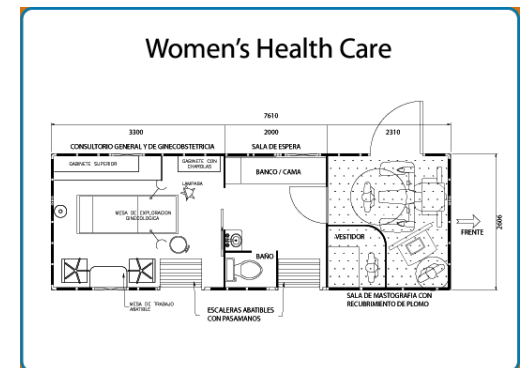 Women's Health Care
7610
3300
2000
2310
CONSULTORIO GENERAL Y DE GINECOBSTETRICIA
SALA DE ESPERA
GABINETE SUPERIOR
GABINETE CON
CHAROLAS
BANCO / CAMA
LAMPARA
MESA DE EXPLORACION
GINECOLOGICA
2606
FRENTE
VESTIDOR
BAÑO
MESA DE TRABAJO
ABATIBLE
ESCALERAS ABATIBLES
CON PASAMANOS
SALA DE MASTOGRAFIA CON
RECUBRIMIENTO DE PLOMO